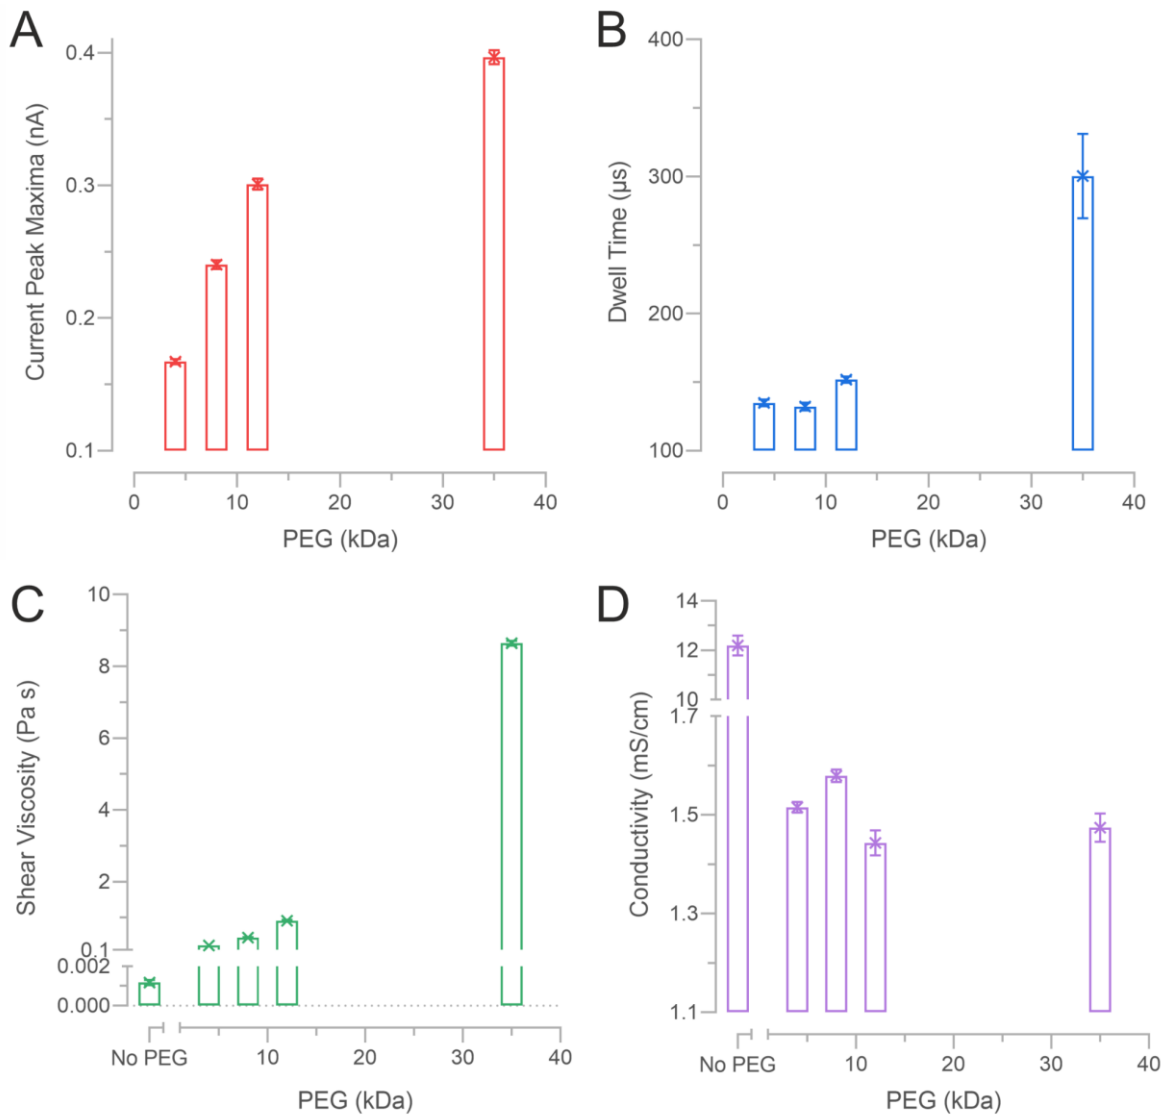 A
Current Peak Maxima (nA)
0.4
0.3
0.2
0.1
0 10 20 30 40
PEG (kDa)
B
Dwell Time (µs)
400
300
200
100
0 10 20 30 40
PEG (kDa)
C
Shear Viscosity (Pa s)
10
8
6
4
2
0.1
0.002
0.000
No PEG 10 20 30 40
PEG (kDa)
D
Conductivity (mS/cm)
14
12
10
1.7
1.5
1.3
1.1
No PEG 10 20 30 40
PEG (kDa)